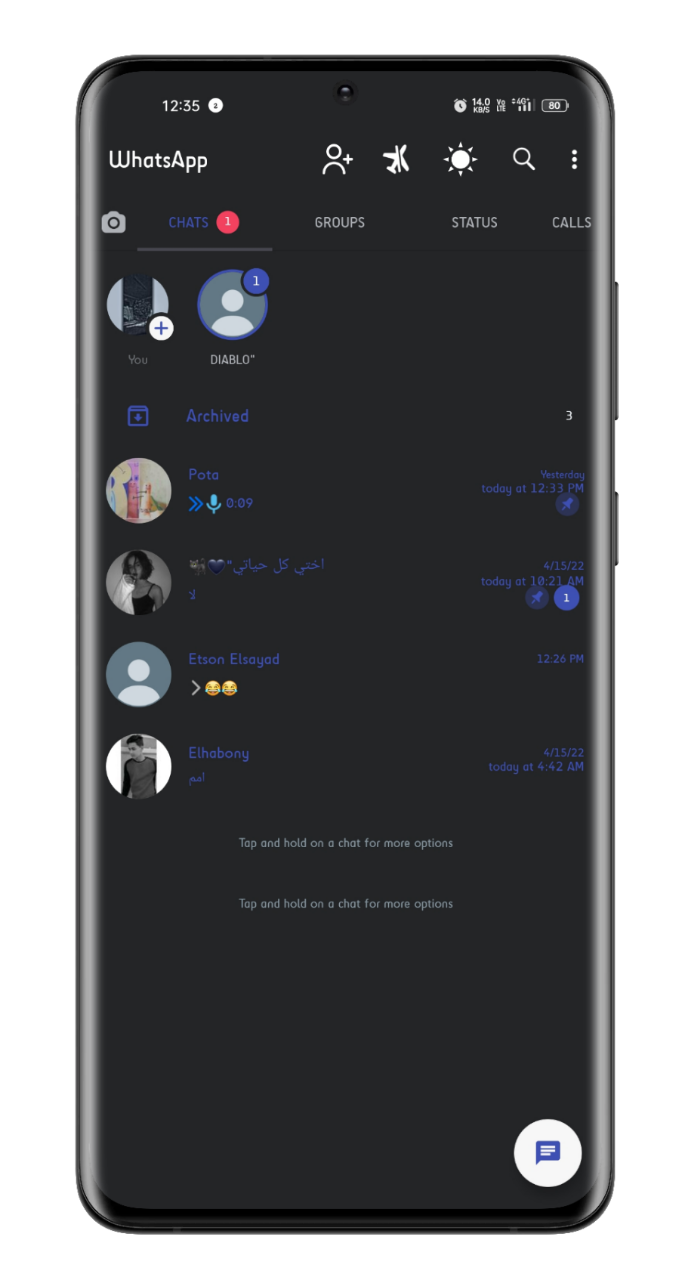 12:35 2
14.0 KB/S Vo LTE 4G+ 80
WhatsApp
CHATS 1 GROUPS STATUS CALLS
1
You DIABLO"
Archived 3
Pota Yesterday
today at 12:33 PM
0:09
اختي كل حياتي"🖤🐈‍⬛ 4/15/22
today at 10:21 AM
لا 1
Etson Elsayad 12:26 PM
😂😂
Elhabony 4/15/22
today at 4:42 AM
امم
Tap and hold on a chat for more options
Tap and hold on a chat for more options